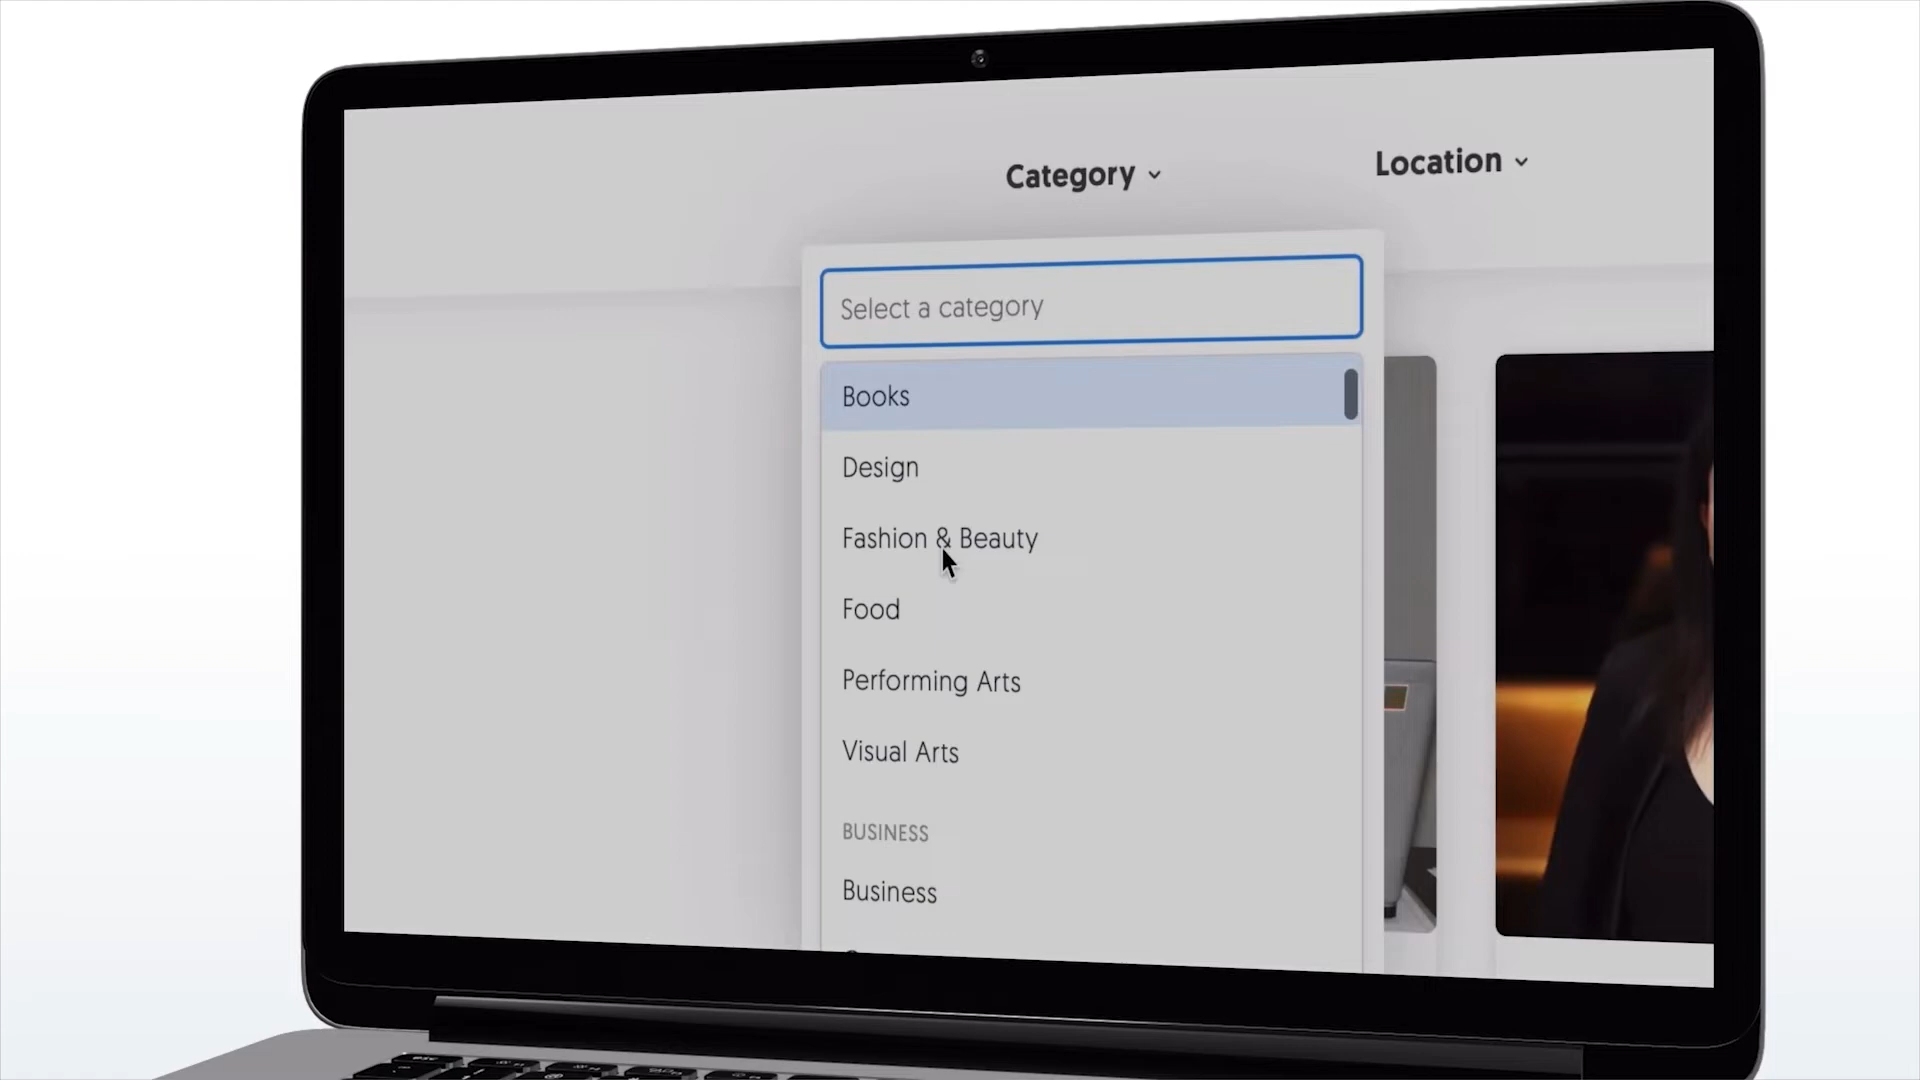 Category
Location
Select a category
Books
Design
Fashion & Beauty
Food
Performing Arts
Visual Arts
BUSINESS
Business